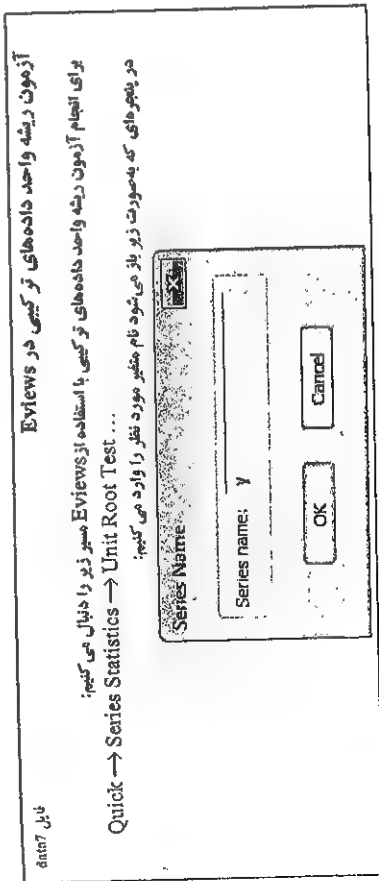 فایل data7
آزمون ریشه واحد داده‌های ترکیبی در Eviews
برای انجام آزمون ریشه واحد داده‌های ترکیبی با استفاده از Eviews مسیر زیر را دنبال می‌کنیم:
Quick → Series Statistics → Unit Root Test ...
در پنجره‌ای که به‌صورت زیر باز می‌شود نام متغیر مورد نظر را وارد می‌کنیم:
Series Name
Series name: y
OK Cancel